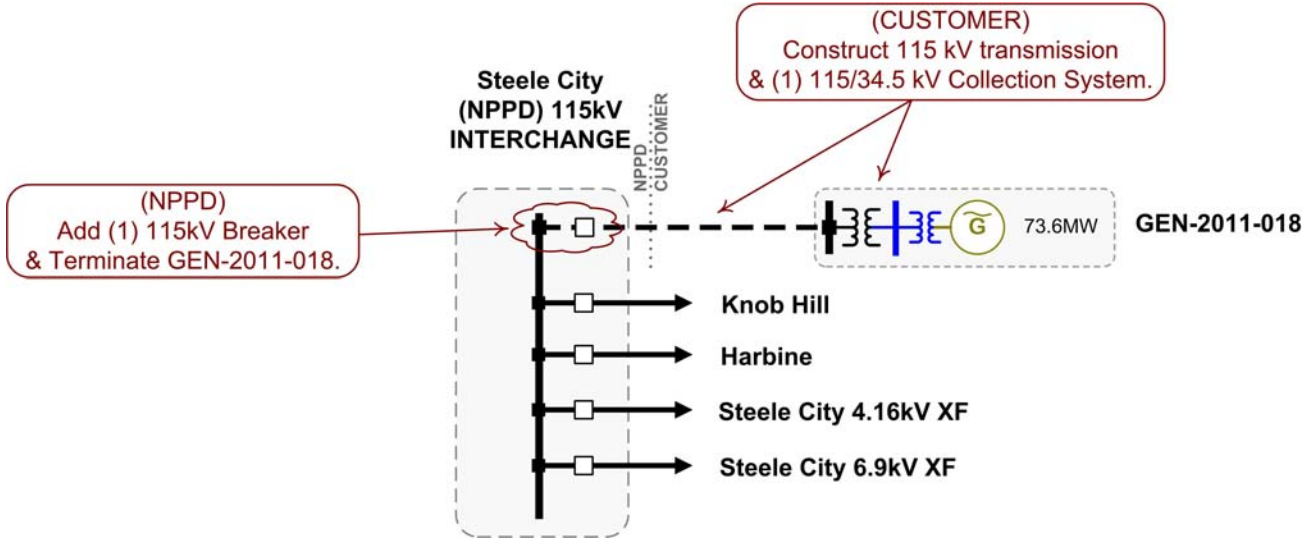 (CUSTOMER)
Construct 115 kV transmission
& (1) 115/34.5 kV Collection System.
Steele City
(NPPD) 115kV
INTERCHANGE
NPPD
CUSTOMER
(NPPD)
Add (1) 115kV Breaker
& Terminate GEN-2011-018.
G
73.6MW
GEN-2011-018
Knob Hill
Harbine
Steele City 4.16kV XF
Steele City 6.9kV XF